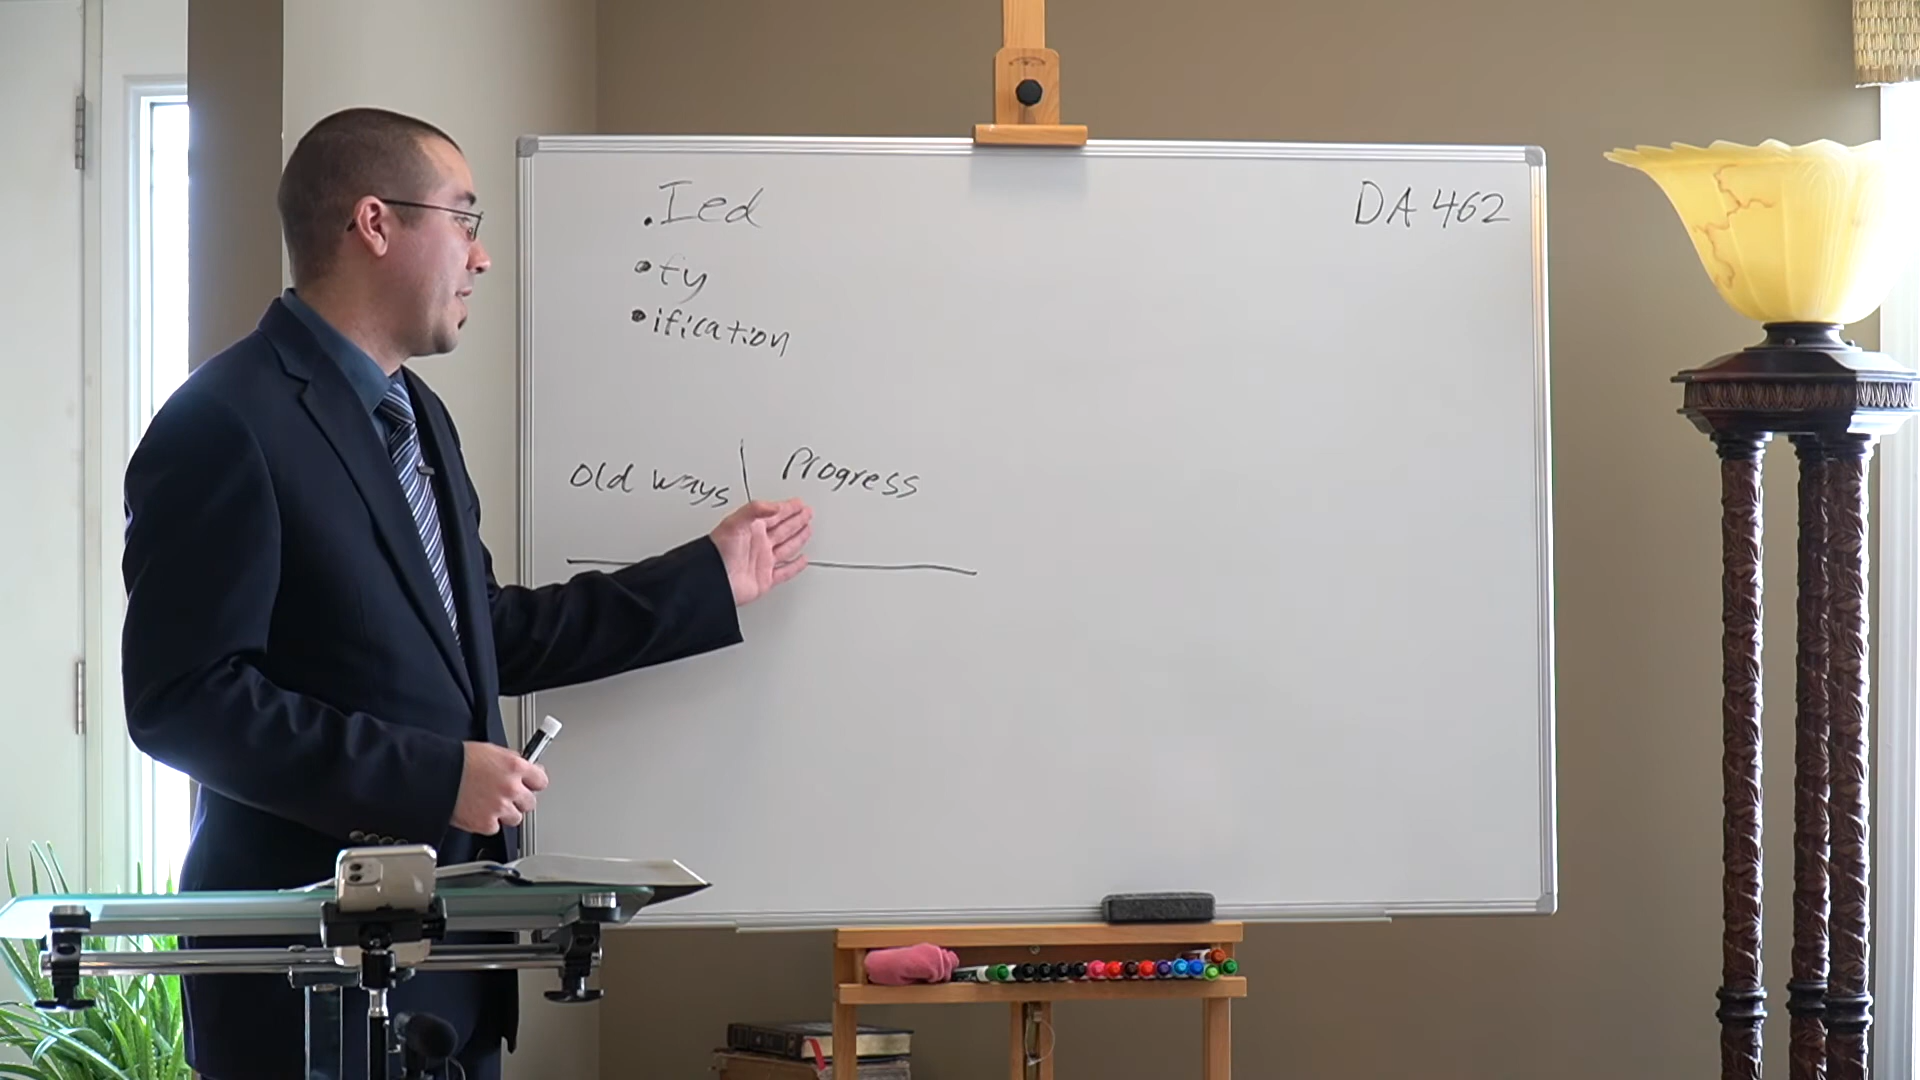 .Ied
DA 462
•ty
•ification
Old ways | Progress